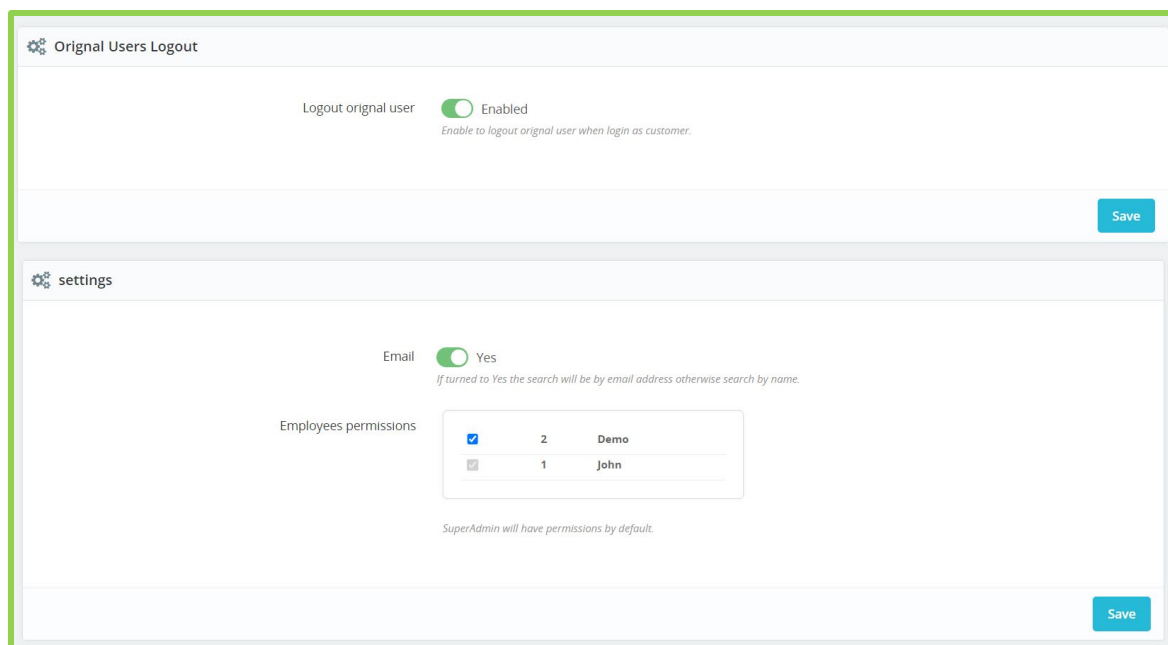 Orignal Users Logout
Logout orignal user Enabled
Enable to logout orignal user when login as customer.
Save
settings
Email Yes
If turned to Yes the search will be by email address otherwise search by name.
Employees permissions
2 Demo
1 John
SuperAdmin will have permissions by default.
Save